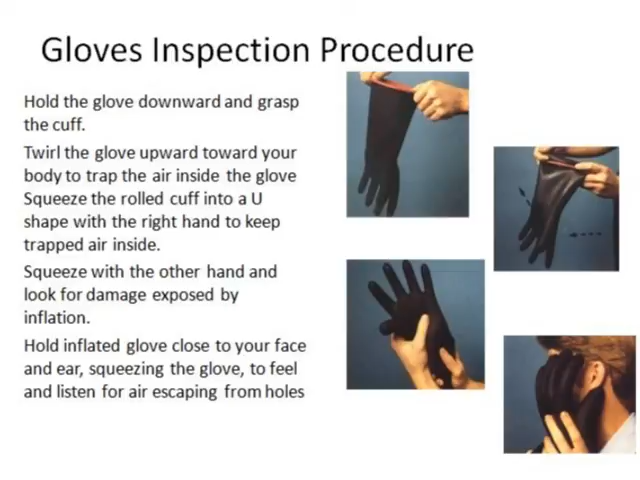 Gloves Inspection Procedure
Hold the glove downward and grasp
the cuff.
Twirl the glove upward toward your
body to trap the air inside the glove
Squeeze the rolled cuff into a U
shape with the right hand to keep
trapped air inside.
Squeeze with the other hand and
look for damage exposed by
inflation.
Hold inflated glove close to your face
and ear, squeezing the glove, to feel
and listen for air escaping from holes